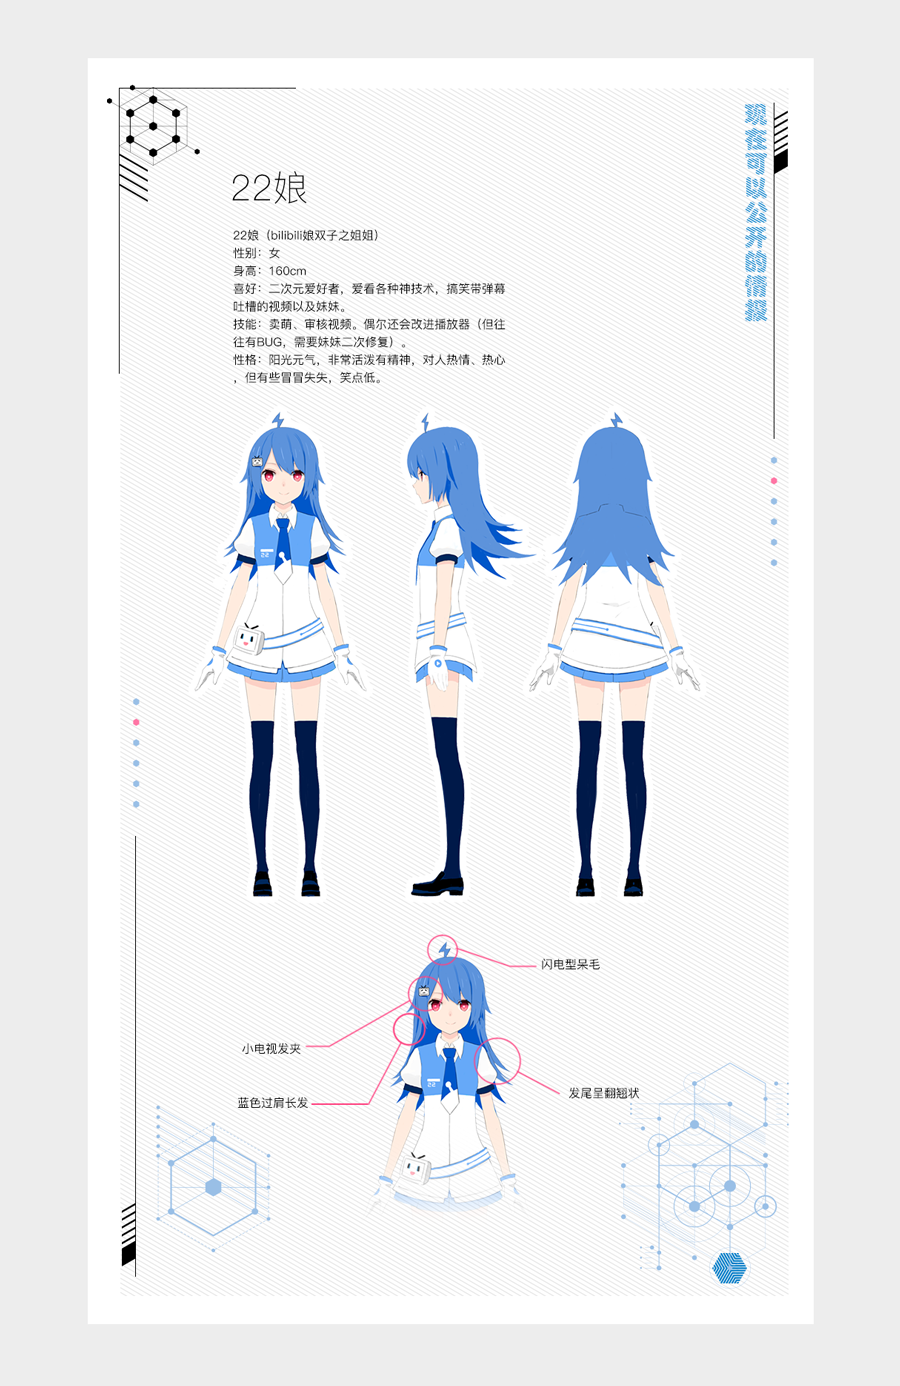 现在可以公开的情报
22娘
22娘（bilibili娘双子之姐姐）
性别：女
身高：160cm
喜好：二次元爱好者，爱看各种神技术，搞笑带弹幕
吐槽的视频以及妹妹。
技能：卖萌、审核视频。偶尔还会改进播放器（但往
往有BUG，需要妹妹二次修复）。
性格：阳光元气，非常活泼有精神，对人热情、热心
，但有些冒冒失失，笑点低。
22
闪电型呆毛
小电视发夹
发尾呈翻翘状
蓝色过肩长发
22